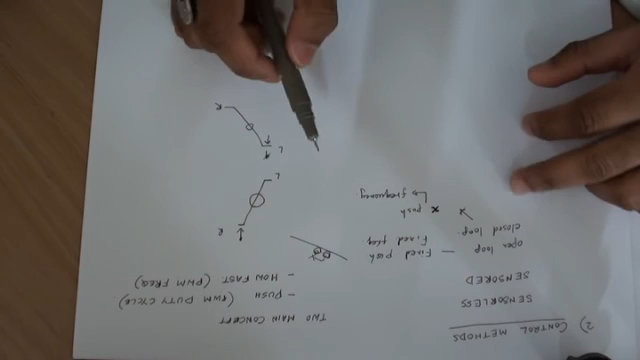 2) CONTROL METHODS
SENSORLESS
SENSORED
open loop — Fixed push
Fixed freq
closed loop. × push
↳ frequency
TWO MAIN CONCEPT
- PUSH (PWM DUTY CYCLE)
- HOW FAST (PWM FREQ)
R
L
L
R